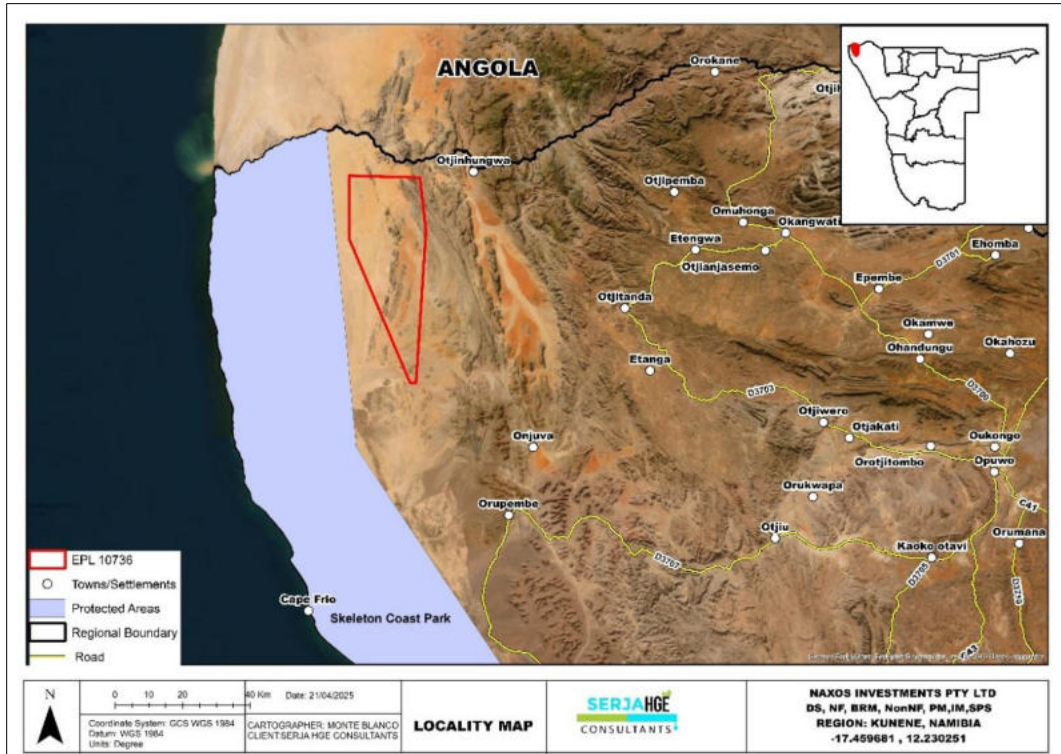 ANGOLA
Orokane
Otjinhungwa
Otjipemba
Omuhonga
Okangwati
Etengwa
Otjianjasemo
D3701
Ehomba
Epembe
Otjitanda
Okamwe
Okahozu
Ohandungu
Etanga
D3703
D3700
Otjiwero
Otjakati
Oukongo
Onjuva
Orotjitombo
Opuwo
Orukwapa
C41
Orupembe
Otjiu
Orumana
Kaoko otavi
D3707
D3705
D3710
Cape Frio
Skeleton Coast Park
C43
EPL 10736
Towns/Settlements
Protected Areas
Regional Boundary
Road
N
0 10 20 40 Km
Date: 21/04/2025
Coordinate System: GCS WGS 1984
Datum: WGS 1984
Units: Degree
CARTOGRAPHER: MONTE BLANCO
CLIENT:SERJA HGE CONSULTANTS
LOCALITY MAP
SERJA HGE
CONSULTANTS
NAXOS INVESTMENTS PTY LTD
DS, NF, BRM, NonNF, PM,IM,SPS
REGION: KUNENE, NAMIBIA
-17.459681 , 12.230251